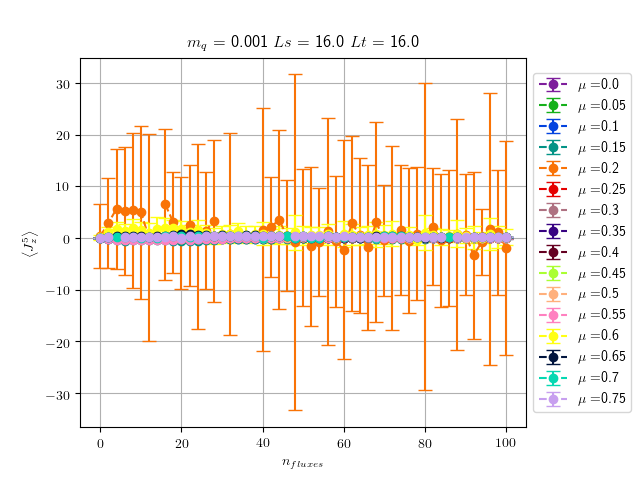 m_q = 0.001 Ls = 16.0 Lt = 16.0
⟨J_z^5⟩
30
20
10
0
−10
−20
−30
0 20 40 60 80 100
n_fluxes
μ =0.0
μ =0.05
μ =0.1
μ =0.15
μ =0.2
μ =0.25
μ =0.3
μ =0.35
μ =0.4
μ =0.45
μ =0.5
μ =0.55
μ =0.6
μ =0.65
μ =0.7
μ =0.75